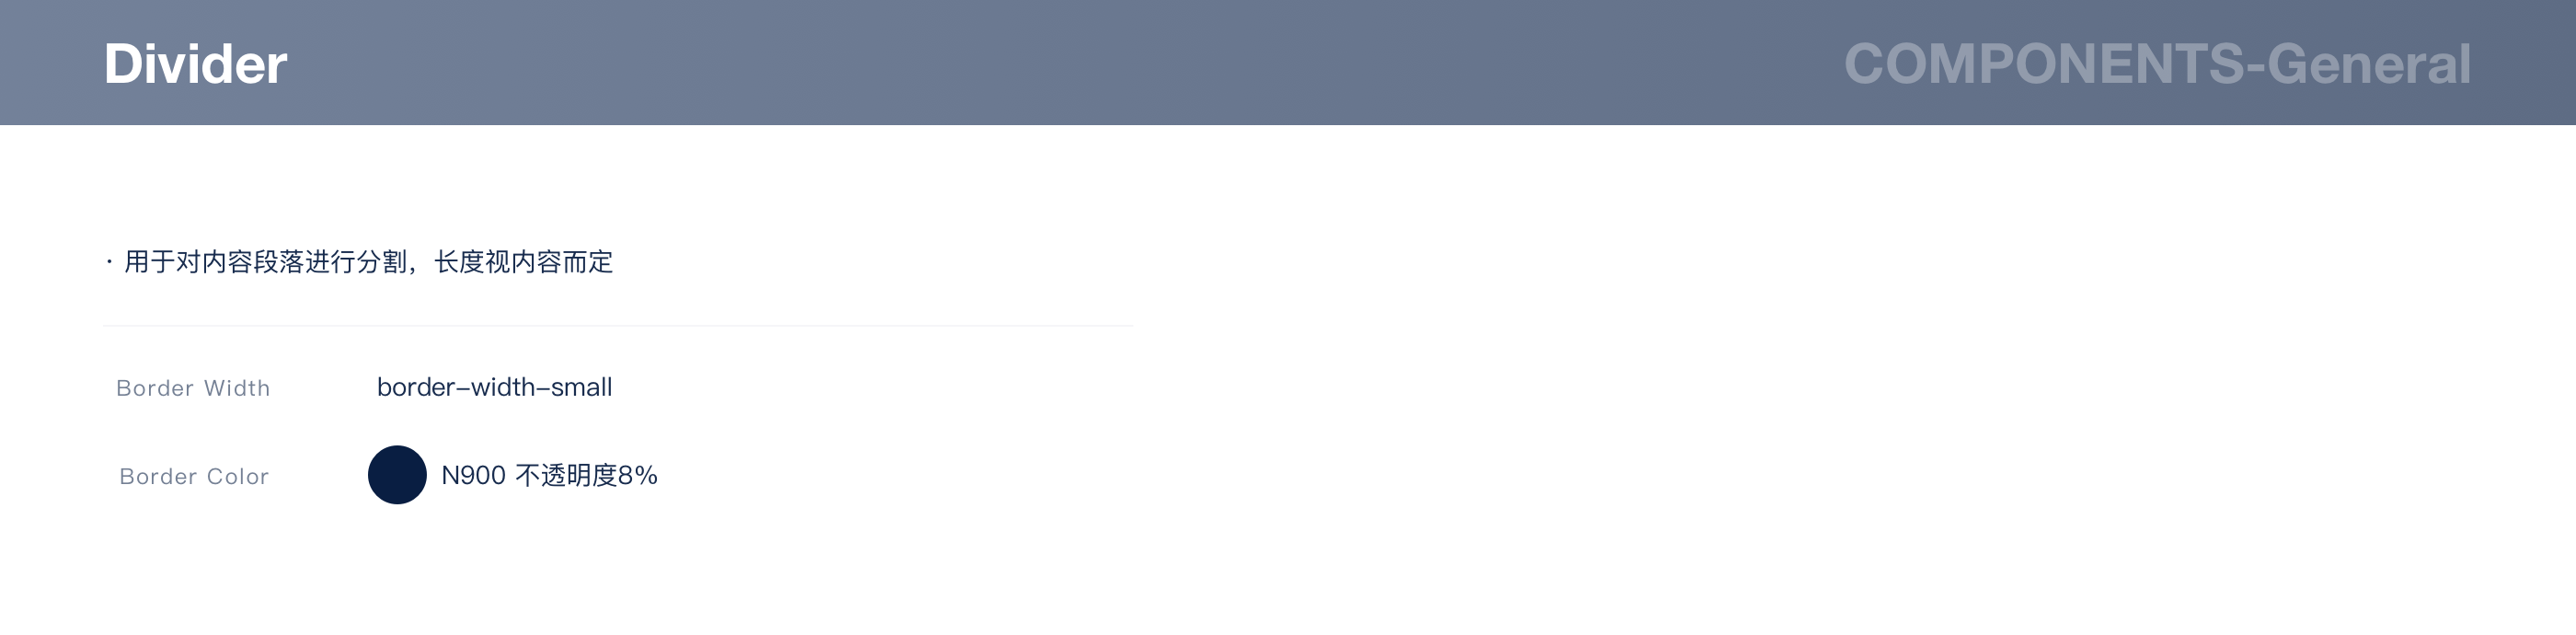 Divider
COMPONENTS-General
· 用于对内容段落进行分割，长度视内容而定
Border Width border-width-small
Border Color N900 不透明度8%